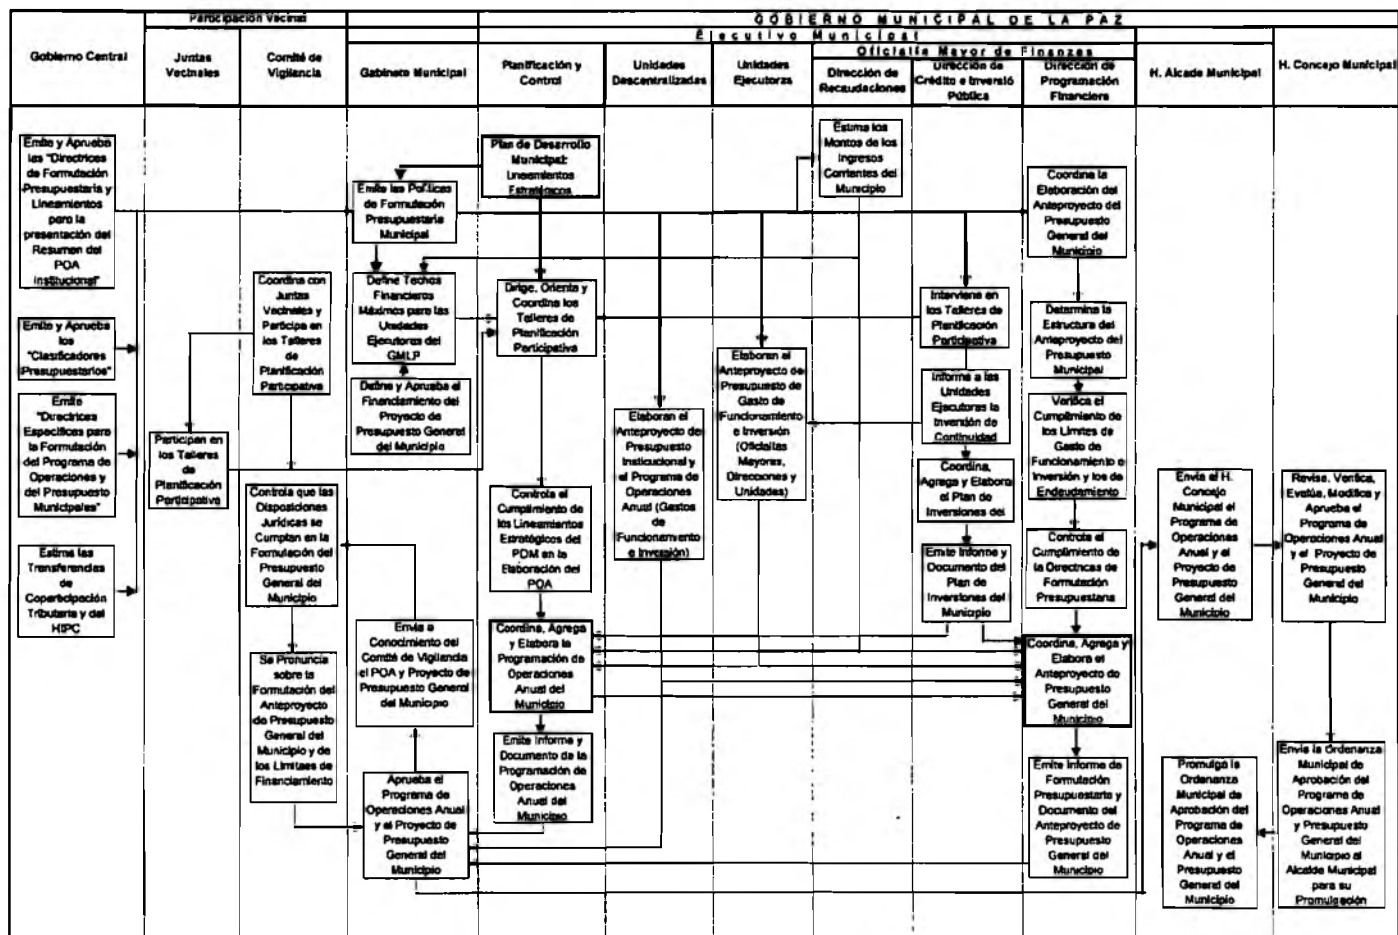 Participación Vecinal
GOBIERNO MUNICIPAL DE LA PAZ
Ejecutivo Municipal
Oficialía Mayor de Finanzas
Gobierno Central
Juntas
Vecinales
Comité de
Vigilancia
Gabinete Municipal
Planificación y
Control
Unidades
Descentralizadas
Unidades
Ejecutoras
Dirección de
Recaudaciones
Dirección de
Crédito e Inversió
Pública
Dirección de
Programación
Financiera
H. Alcade Municipal
H. Concejo Municipal
Emite y Aprueba
las "Directrices
de Formulación
Presupuestaria y
Lineamientos
para la
presentación del
Resumen del
POA
Institucional"
Emite y Aprueba
los
"Clasificadores
Presupuestarios"
Emite
"Directrices
Específicas para
la Formulación
del Programa de
Operaciones y
del Presupuesto
Municipales"
Estima las
Transferencias
de
Coparticipación
Tributaria y del
HIPC
Participan en
los Talleres
de
Planificación
Participativa
Coordina con
Juntas
Vecinales y
Participa en
los Talleres
de
Planificación
Participativa
Controla que las
Disposiciones
Jurídicas se
Cumplan en la
Formulación del
Presupuesto
General del
Municipio
Se Pronuncia
sobre la
Formulación del
Anteproyecto
de Presupuesto
General del
Municipio y de
los Límitaes de
Financiamiento
Emite las Políticas
de Formulación
Presupuestaria
Municipal
Define Techos
Financieros
Máximos para las
Unidades
Ejecutoras del
GMLP
Define y Aprueba el
Financiamiento del
Proyecto de
Presupuesto General
del Municipio
Envía a
Conocimiento del
Comité de Vigilancia
el POA y Proyecto de
Presupuesto General
del Municipio
Aprueba el
Programa de
Operaciones Anual
y el Proyecto de
Presupuesto
General del
Municipio
Plan de Desarrollo
Municipal:
Lineamientos
Estratégicos
Dirige, Orienta y
Coordina los
Talleres de
Planificación
Participativa
Controla el
Cumplimiento de
los Lineamientos
Estratégicos del
PDM en la
Elaboración del
POA
Coordina, Agrega
y Elabora la
Programación de
Operaciones
Anual del
Municipio
Emite Informe y
Documento de la
Programación de
Operaciones
Anual del
Municipio
Elaboran el
Anteproyecto de
Presupuesto
Institucional y
el Programa de
Operaciones
Anual (Gastos de
Funcionamiento
e Inversión)
Elaboran el
Anteproyecto de
Presupuesto de
Gasto de
Funcionamiento
e Inversión
(Oficialías
Mayores,
Direcciones y
Unidades)
Estima los
Montos de los
Ingresos
Corrientes del
Municipio
Interviene en
los Talleres de
Planificación
Participativa
Informe a las
Unidades
Ejecutoras la
Inversión de
Continuidad
Coordina,
Agrega y Elabora
el Plan de
Inversiones del
Emite Informe y
Documento del
Plan de
Inversiones del
Municipio
Coordina la
Elaboración del
Anteproyecto del
Presupuesto
General del
Municipio
Determina la
Estructura del
Anteproyecto del
Presupuesto
Municipal
Verifica el
Cumplimiento de
los Límites de
Gasto de
Funcionamiento e
Inversión y los de
Endeudamiento
Controla el
Cumplimiento de
la Directrices de
Formulación
Presupuestaria
Coordina, Agrega y
Elabora el
Anteproyecto de
Presupuesto
General del
Municipio
Emite Informe de
Formulación
Presupuestaria y
Documento del
Anteproyecto de
Presupuesto
General del
Municipio
Envía al H.
Concejo
Municipal el
Programa de
Operaciones
Anual y el
Proyecto de
Presupuesto
General del
Municipio
Promulga la
Ordenanza
Municipal de
Aprobación del
Programa de
Operaciones
Anual y el
Presupuesto
General del
Municipio
Revisa, Verifica,
Evalúa, Modifica y
Aprueba el
Programa de
Operaciones Anual
y el Proyecto de
Presupuesto
General del
Municipio
Envía la Ordenanza
Municipal de
Aprobación del
Programa de
Operaciones Anual
y Presupuesto
General del
Municipio al
Alcalde Municipal
para su
Promulgación